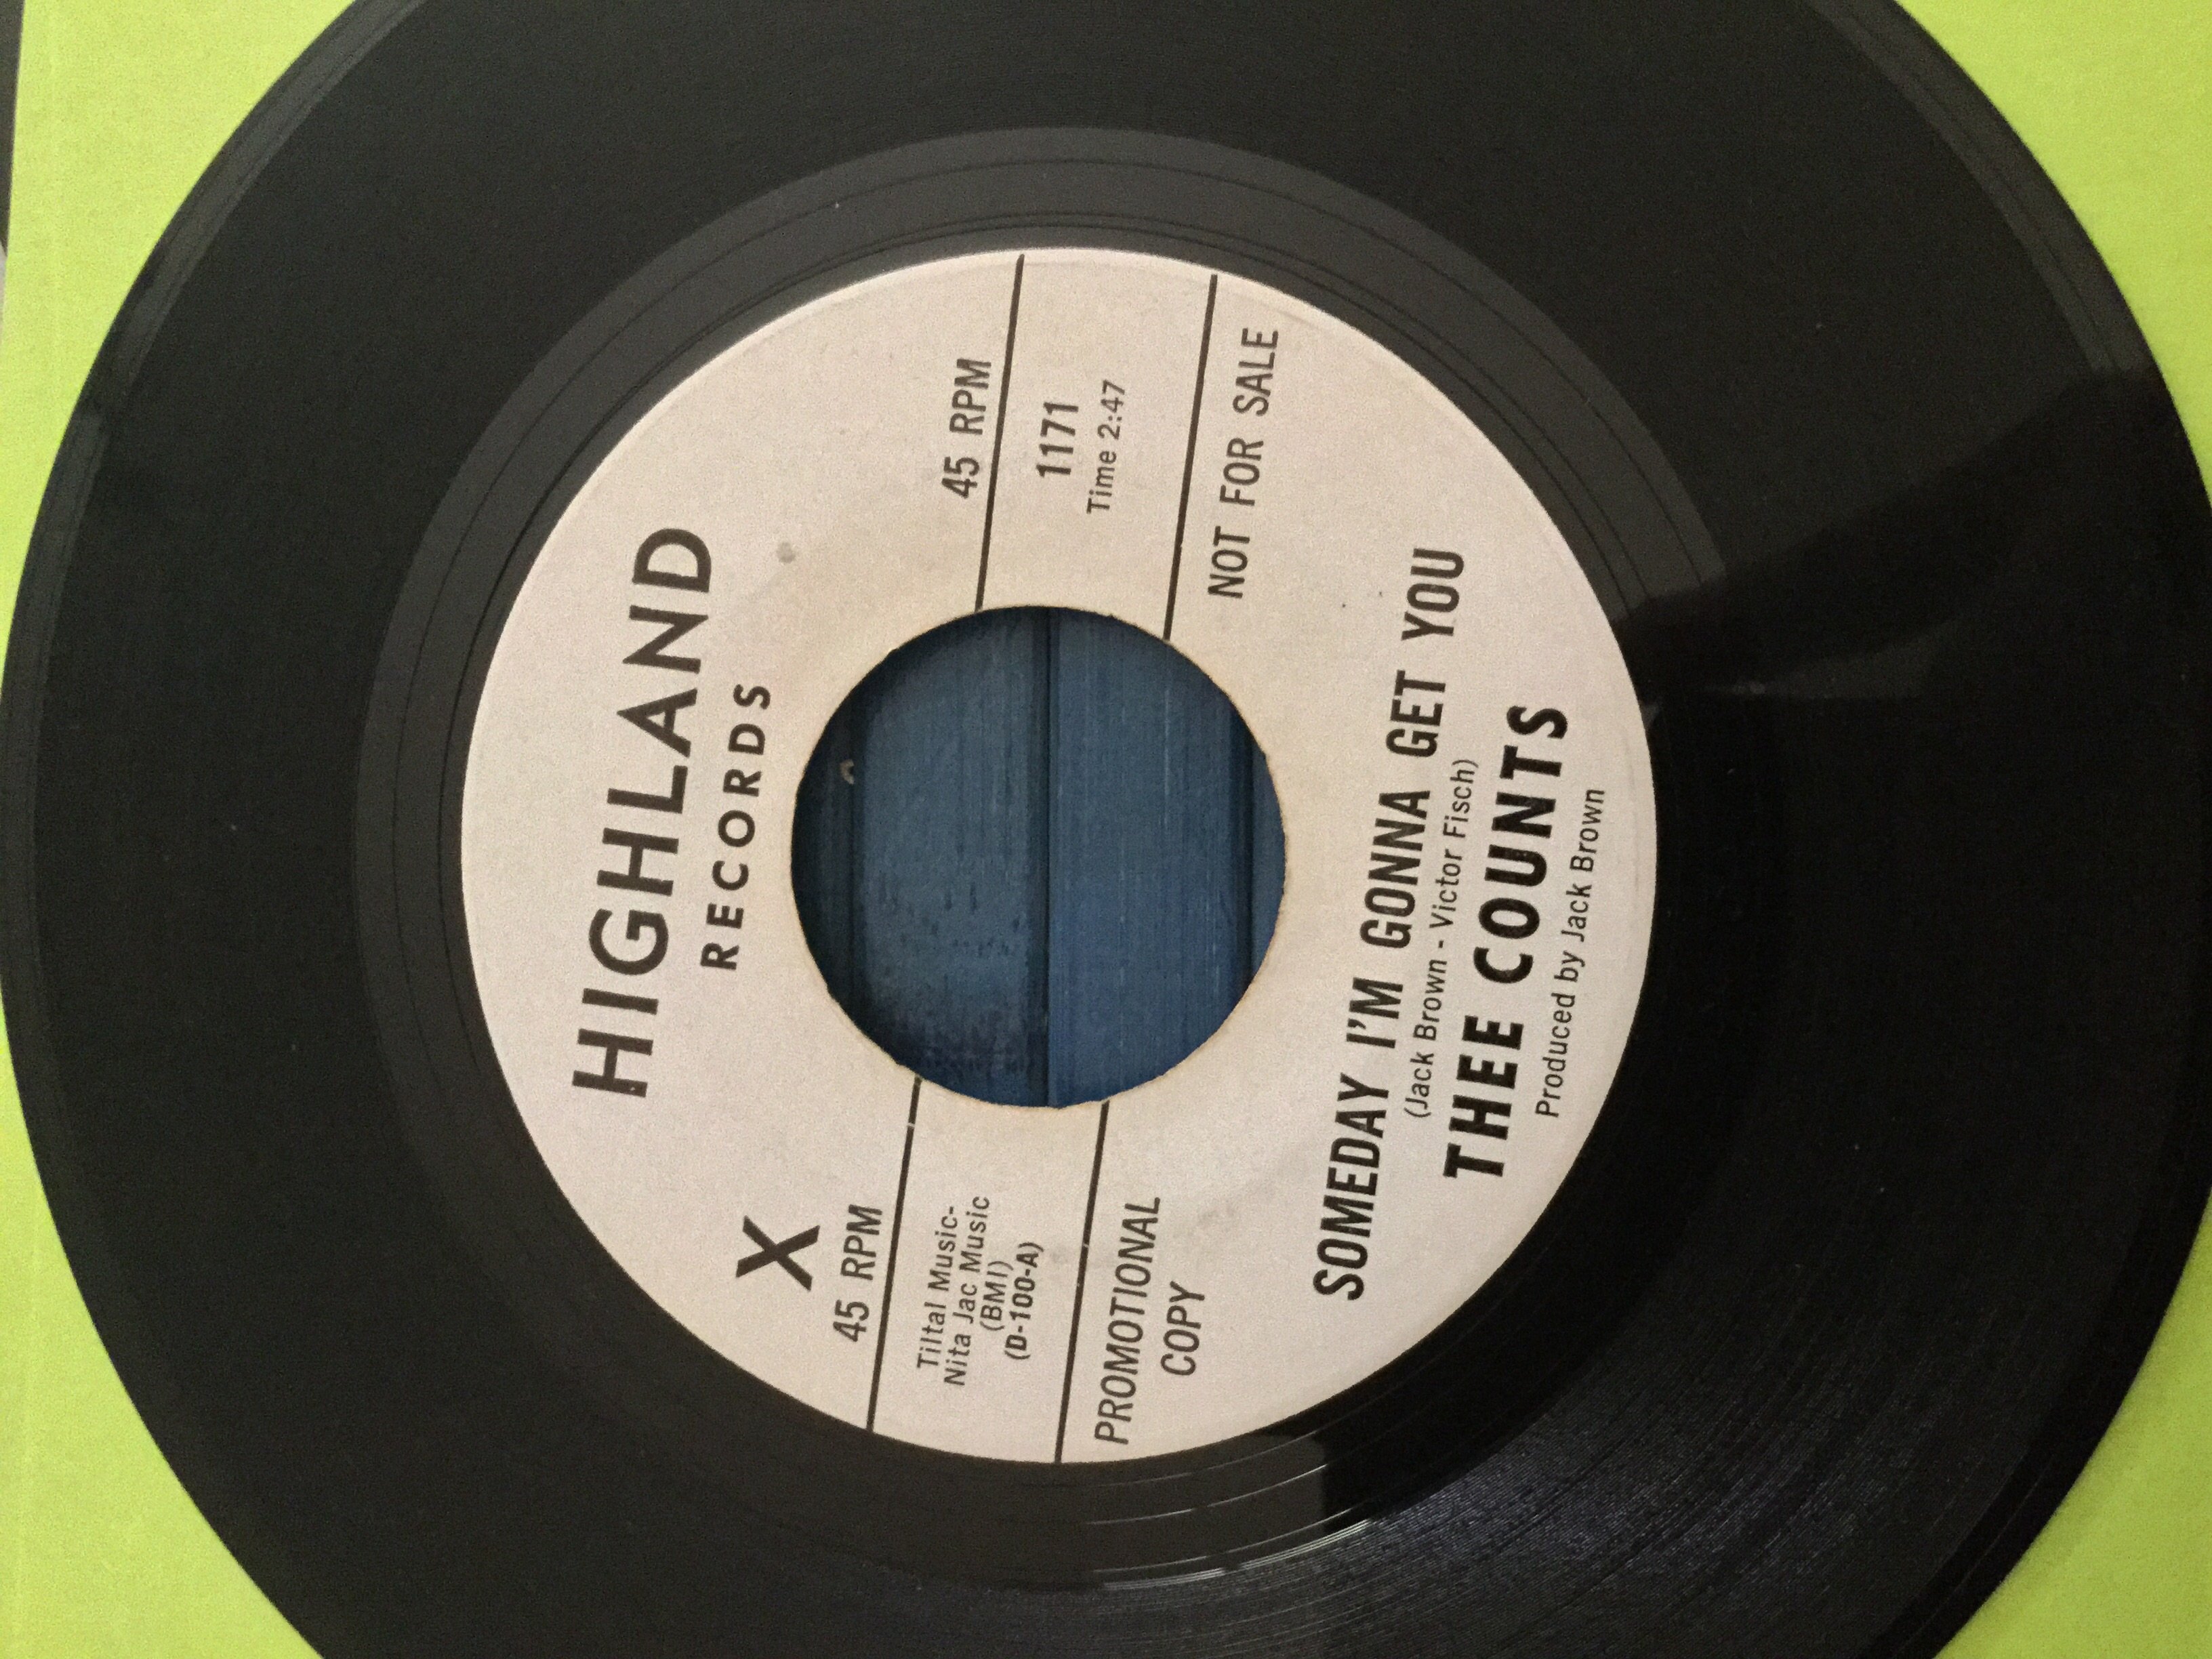 HIGHLAND
RECORDS
X
45 RPM
45 RPM
Tiltal Music-
Nita Jac Music
(BMI)
(D-100-A)
1171
Time 2:47
PROMOTIONAL
COPY
NOT FOR SALE
SOMEDAY I'M GONNA GET YOU
(Jack Brown - Victor Fisch)
THEE COUNTS
Produced by Jack Brown